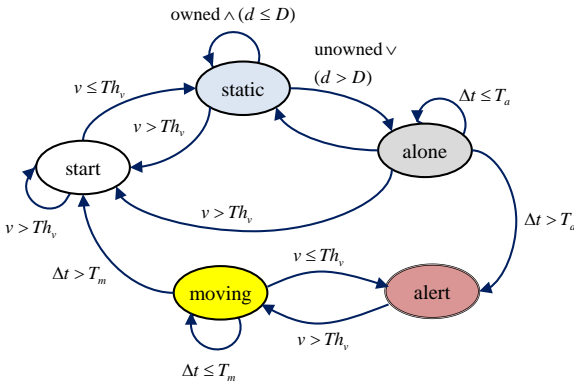 owned ∧ (d ≤ D)
unowned ∨
(d > D)
v ≤ Th_v
static
Δt ≤ T_a
v > Th_v
alone
start
v > Th_v
v > Th_v
Δt > T_a
v ≤ Th_v
Δt > T_m
moving
alert
v > Th_v
Δt ≤ T_m